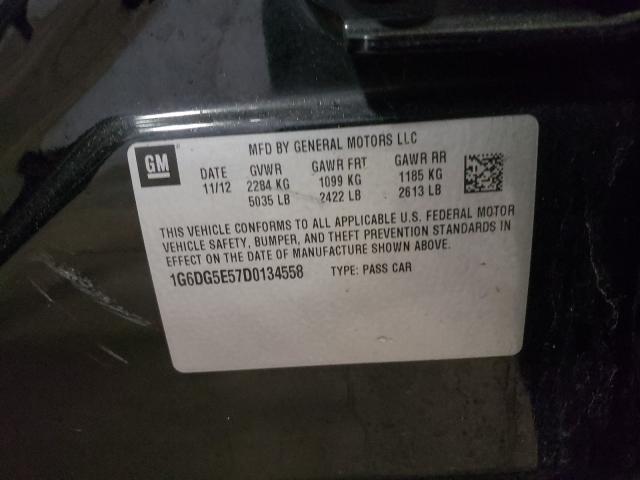 GM
MFD BY GENERAL MOTORS LLC
DATE GVWR GAWR FRT GAWR RR
11/12 2284 KG 1099 KG 1185 KG
5035 LB 2422 LB 2613 LB
THIS VEHICLE CONFORMS TO ALL APPLICABLE U.S. FEDERAL MOTOR
VEHICLE SAFETY, BUMPER, AND THEFT PREVENTION STANDARDS IN
EFFECT ON THE DATE OF MANUFACTURE SHOWN ABOVE.
1G6DG5E57D0134558 TYPE: PASS CAR